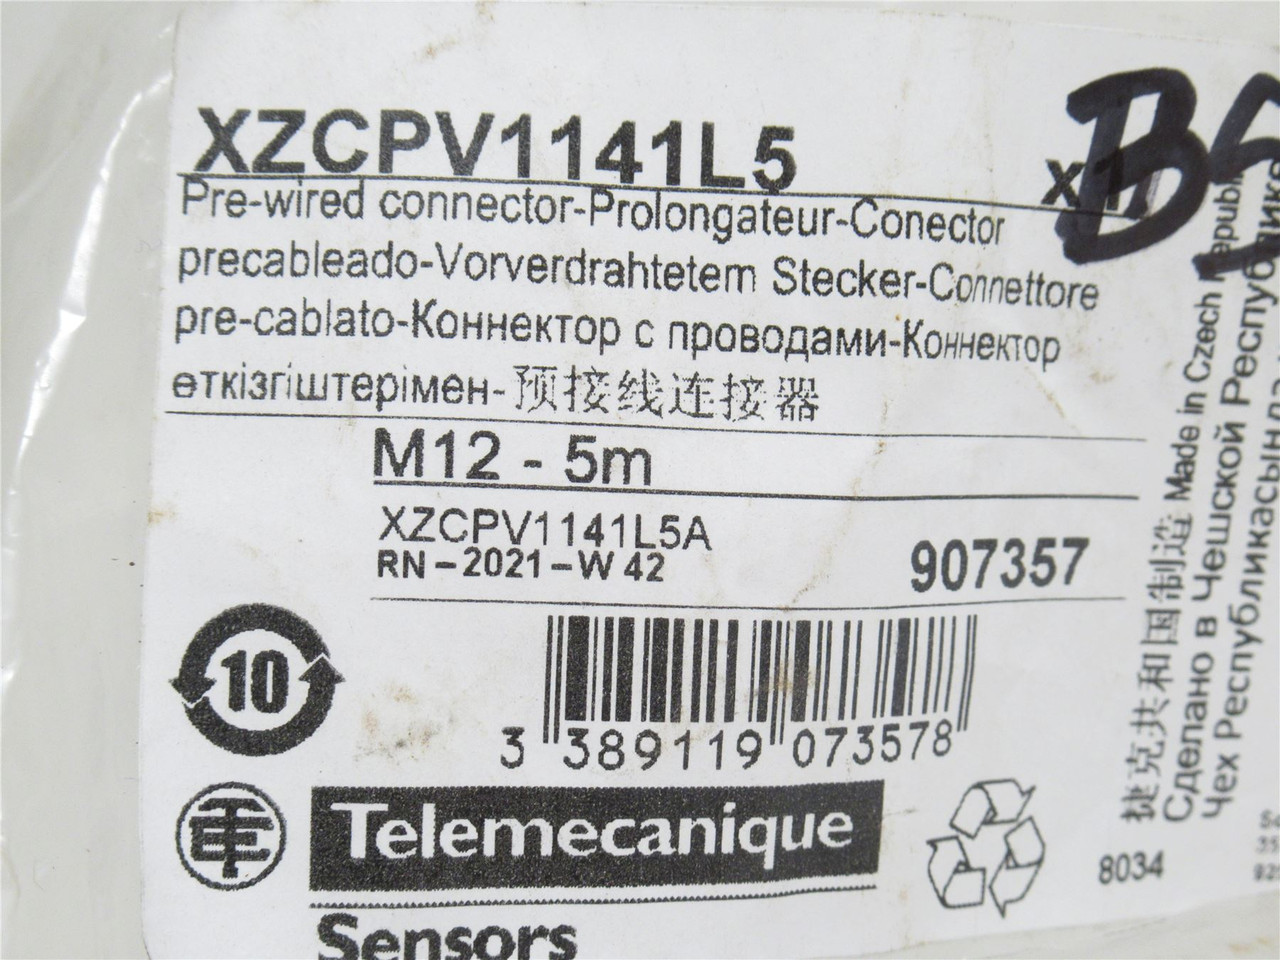 XZCPV1141L5
Pre-wired connector-Prolongateur-Conector
precableado-Vorverdrahtetem Stecker-Connettore
pre-cablato-Коннектор с проводами-Коннектор
өткізгіштерімен-预接线连接器
M12 - 5m
XZCPV1141L5A
RN-2021-W 42
907357
10
3 389119 073578
Telemecanique
Sensors
8034
捷克共和国制造 Made in Czech Republic
Сделано в Чешской Республике
Чех Республикасында